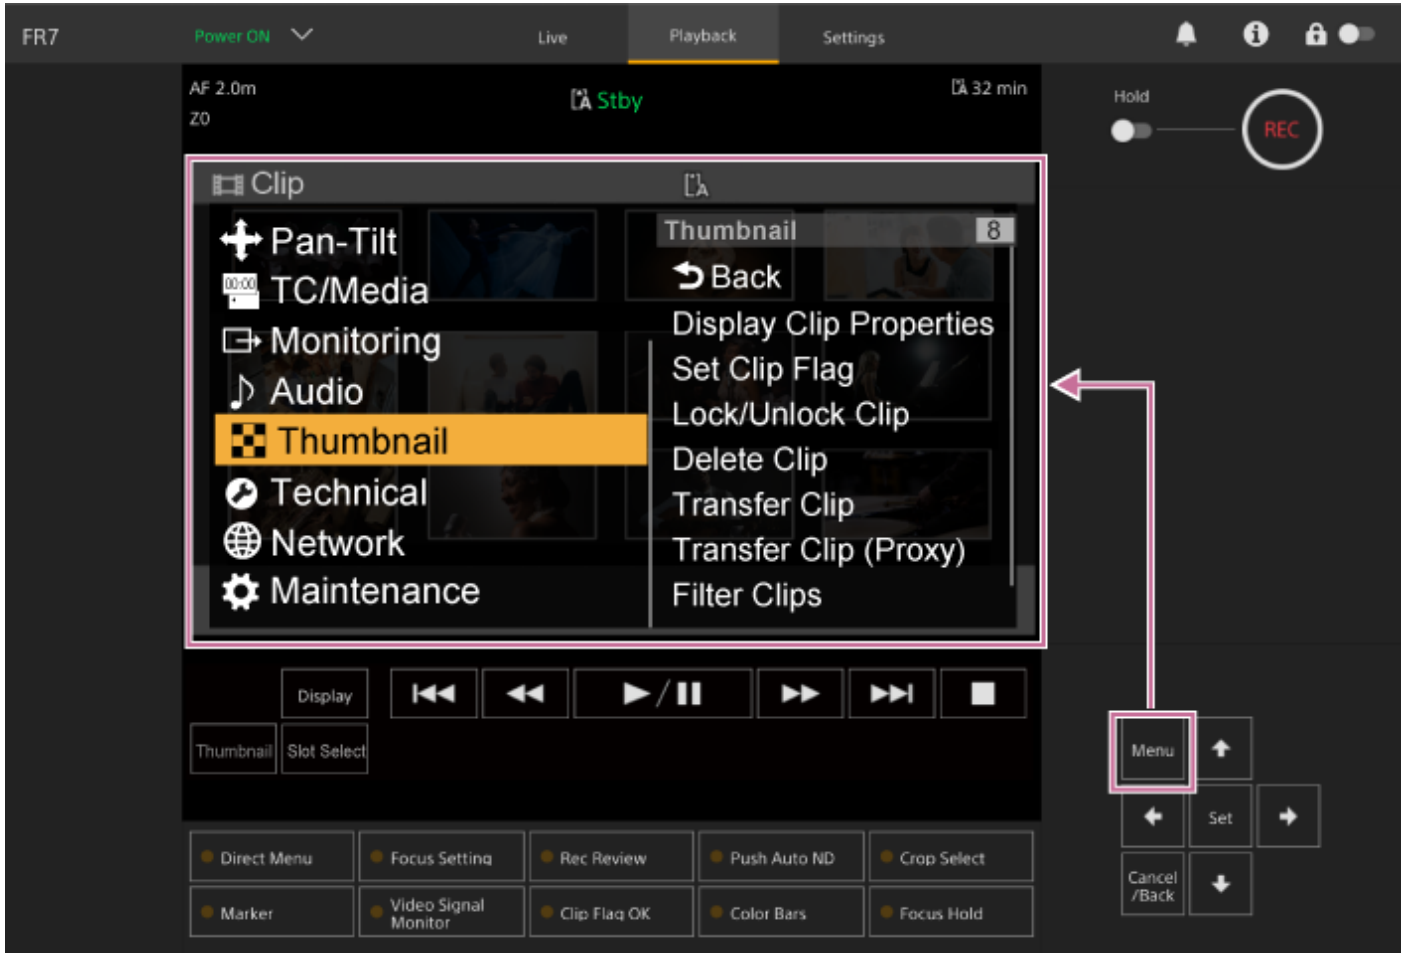 FR7
Power ON
Live
Playback
Settings
AF 2.0m
Z0
A Stby
A 32 min
Hold
REC
Clip
A
Pan-Tilt
00:00 TC/Media
Monitoring
Audio
Thumbnail
Technical
Network
Maintenance
Thumbnail 8
Back
Display Clip Properties
Set Clip Flag
Lock/Unlock Clip
Delete Clip
Transfer Clip
Transfer Clip (Proxy)
Filter Clips
Display
Thumbnail
Slot Select
Menu
Set
Cancel
/Back
Direct Menu
Focus Setting
Rec Review
Push Auto ND
Crop Select
Marker
Video Signal
Monitor
Clip Flag OK
Color Bars
Focus Hold